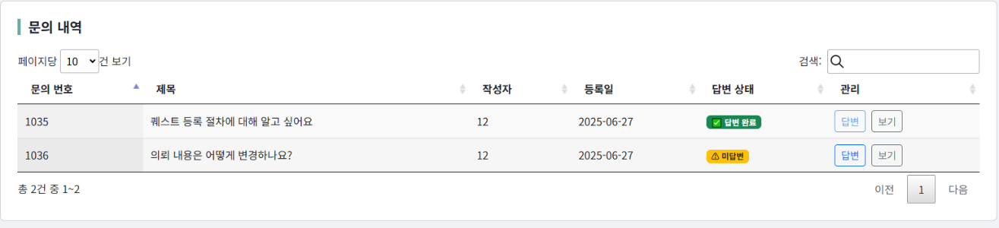 문의 내역
페이지당 10 건 보기 검색:
문의 번호 제목 작성자 등록일 답변 상태 관리
1035 퀘스트 등록 절차에 대해 알고 싶어요 12 2025-06-27 ✅ 답변 완료 답변 보기
1036 의뢰 내용은 어떻게 변경하나요? 12 2025-06-27 ⚠ 미답변 답변 보기
총 2건 중 1~2 이전 1 다음